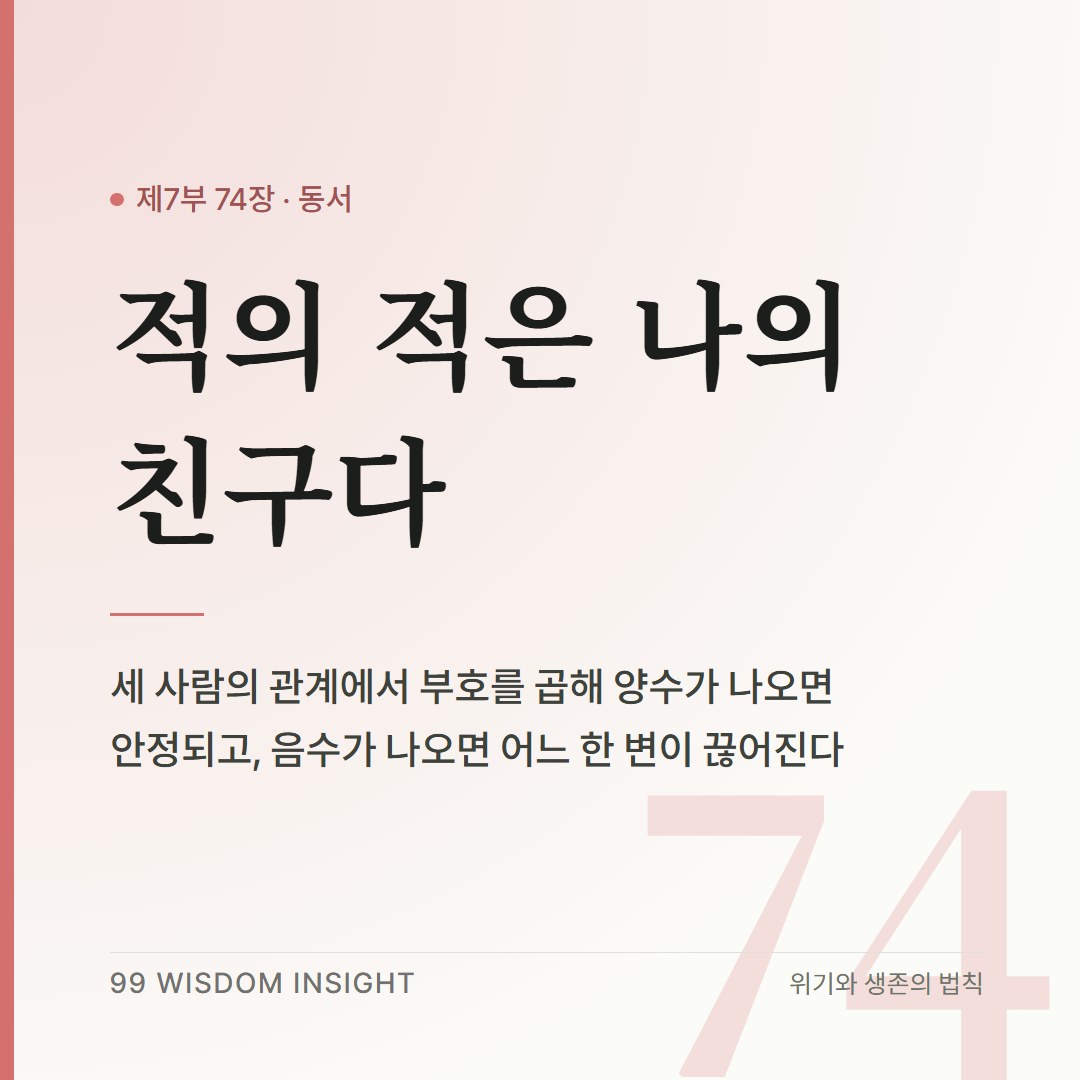 제7부 74장 · 동서
적의 적은 나의
친구다
세 사람의 관계에서 부호를 곱해 양수가 나오면
안정되고, 음수가 나오면 어느 한 변이 끊어진다
74
99 WISDOM INSIGHT
위기와 생존의 법칙